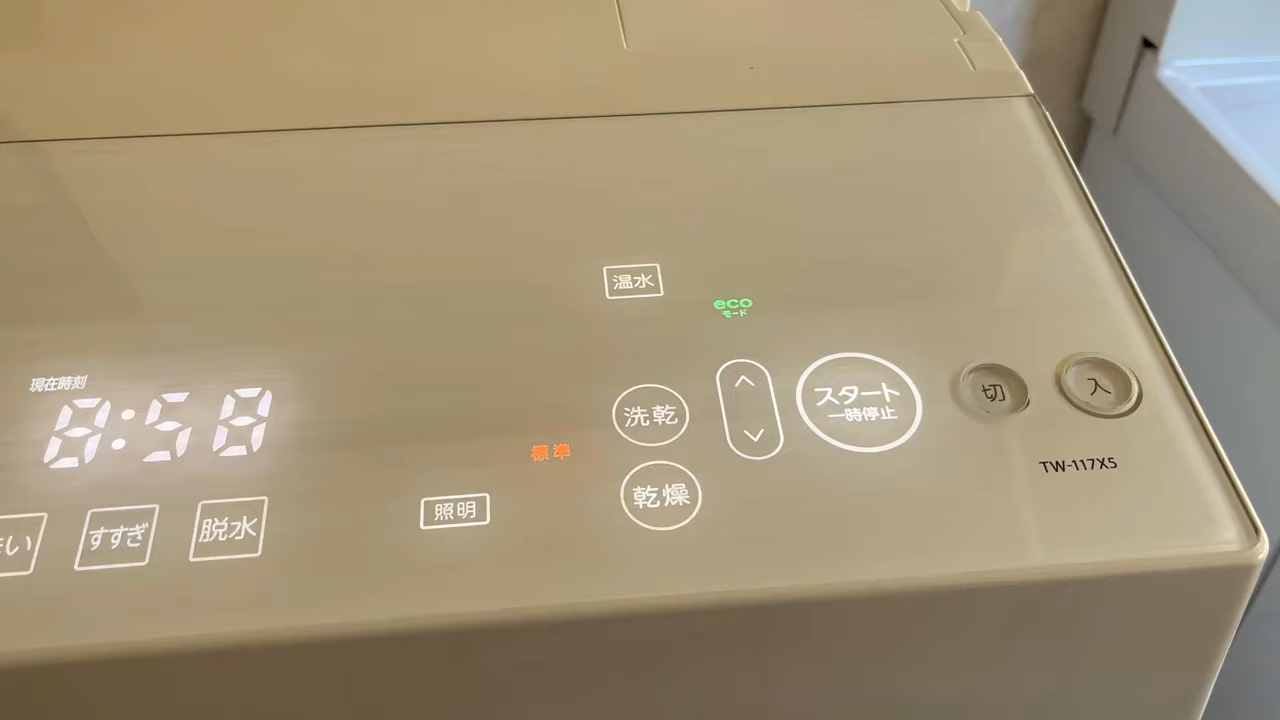 温水
eco
モード
現在時刻
8:58
洗乾
スタート
一時停止
切
入
標準
TW-117X5
乾燥
照明
い
すすぎ
脱水